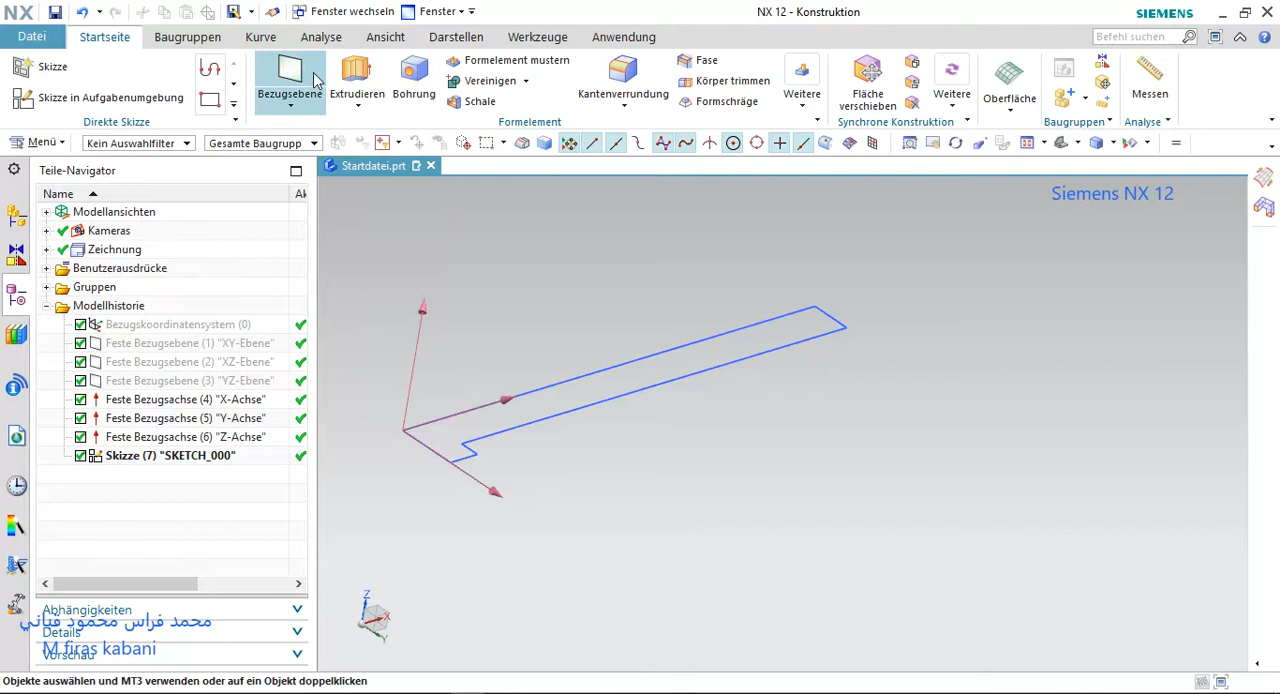 NX
Fenster wechseln
Fenster
NX 12 - Konstruktion
SIEMENS
Datei
Startseite
Baugruppen
Kurve
Analyse
Ansicht
Darstellen
Werkzeuge
Anwendung
Befehl suchen
Skizze
Skizze in Aufgabenumgebung
Direkte Skizze
Bezugsebene
Extrudieren
Bohrung
Formelement mustern
Vereinigen
Schale
Kantenverrundung
Fase
Körper trimmen
Formschräge
Weitere
Formelement
Fläche
verschieben
Weitere
Synchrone Konstruktion
Oberfläche
Baugruppen
Messen
Analyse
Menü
Kein Auswahlfilter
Gesamte Baugrupp
Teile-Navigator
Startdatei.prt
Siemens NX 12
Name
Ak
Modellansichten
Kameras
Zeichnung
Benutzerausdrücke
Gruppen
Modellhistorie
Bezugskoordinatensystem (0)
Feste Bezugsebene (1) "XY-Ebene"
Feste Bezugsebene (2) "XZ-Ebene"
Feste Bezugsebene (3) "YZ-Ebene"
Feste Bezugsachse (4) "X-Achse"
Feste Bezugsachse (5) "Y-Achse"
Feste Bezugsachse (6) "Z-Achse"
Skizze (7) "SKETCH_000"
Z
X
Y
Abhängigkeiten
محمد فراس محمود قباني
Details
M firas kabani
Vorschau
Objekte auswählen und MT3 verwenden oder auf ein Objekt doppelklicken